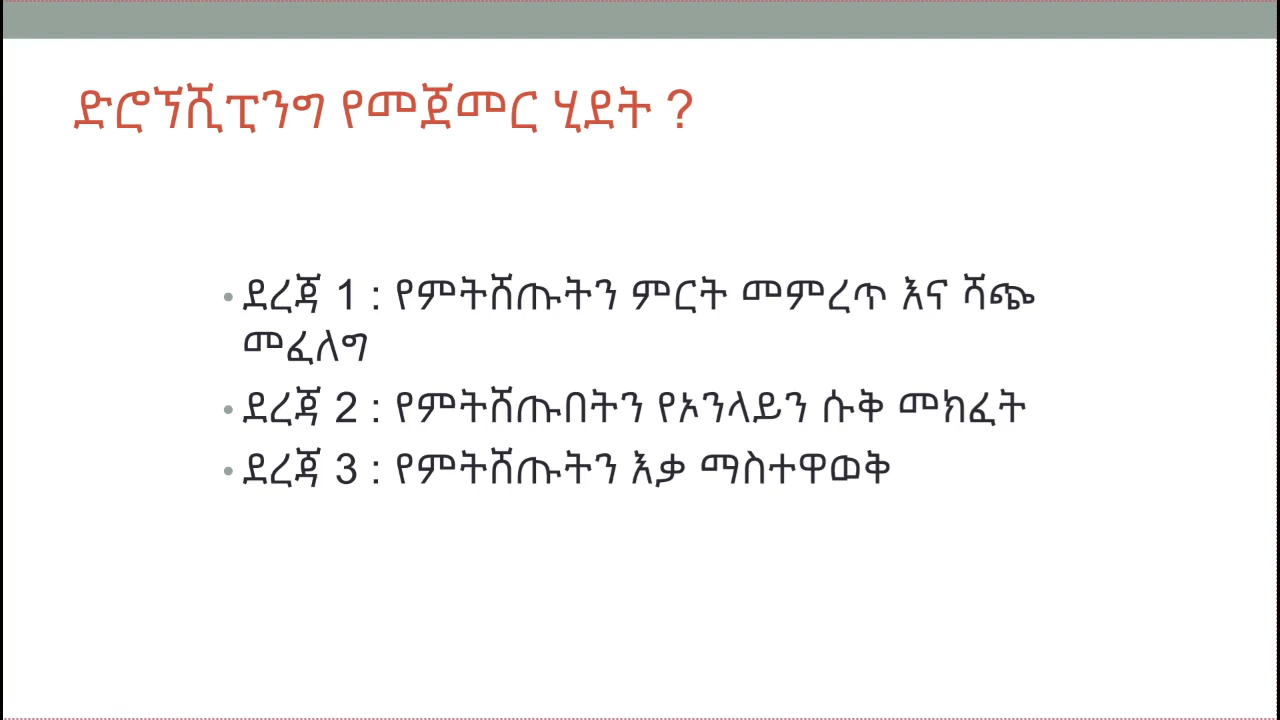 ድሮፕሺፒንግ የመጀመር ሂደት ?
• ደረጃ 1 : የምትሸጡትን ምርት መምረጥ እና ሻጭ
መፈለግ
• ደረጃ 2 : የምትሸጡበትን የኦንላይን ሱቅ መክፈት
• ደረጃ 3 : የምትሸጡትን እቃ ማስተዋወቅ